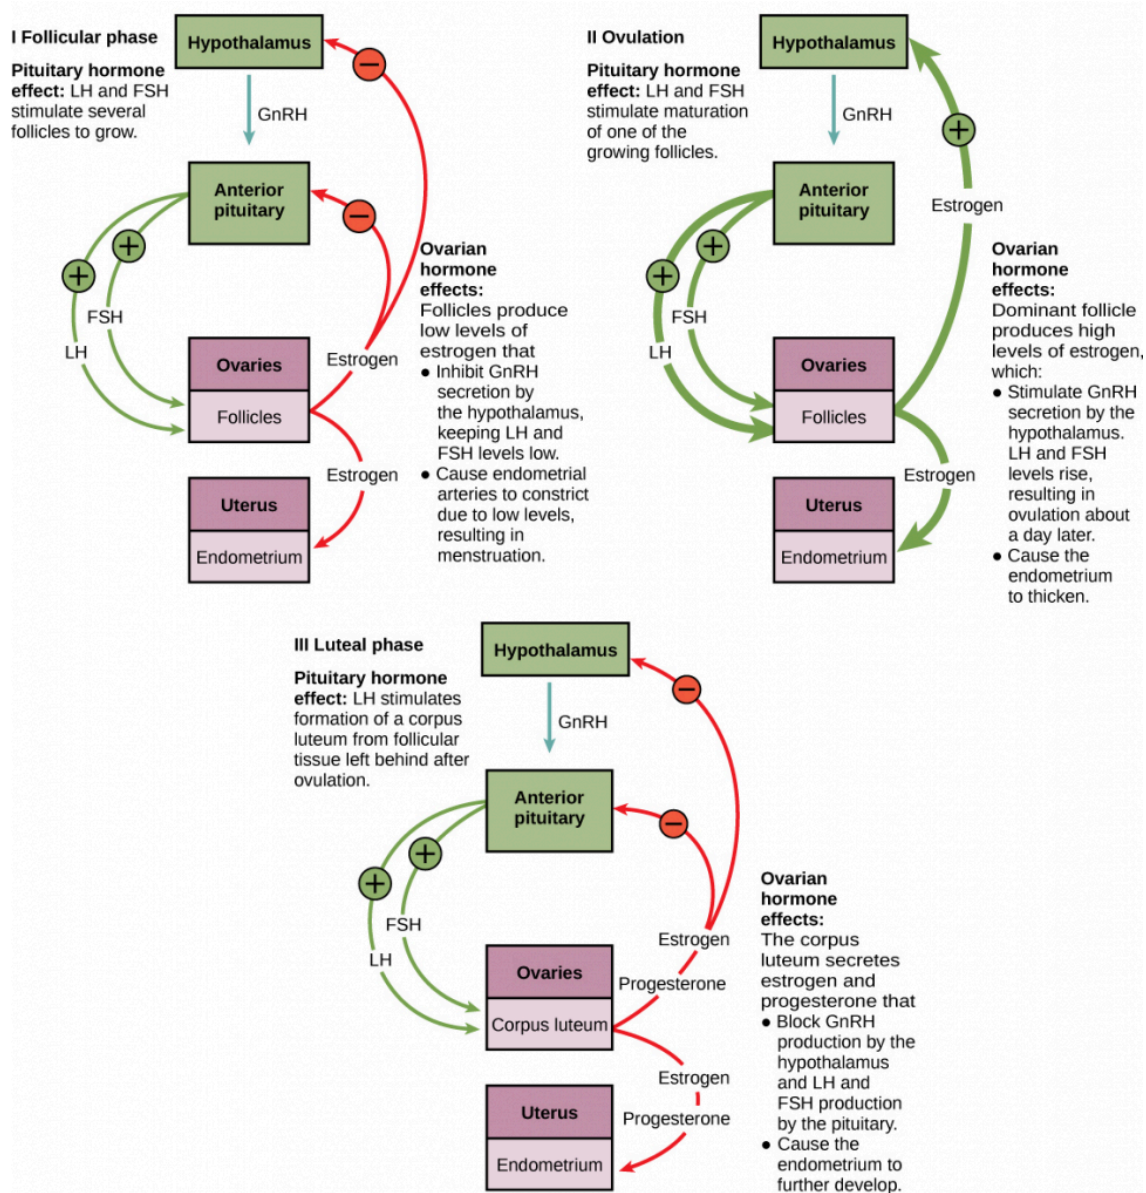 I Follicular phase
Pituitary hormone
effect: LH and FSH
stimulate several
follicles to grow.
Hypothalamus
−
GnRH
Anterior
pituitary
−
+
+
FSH
LH
Ovaries
Follicles
Estrogen
Estrogen
Uterus
Endometrium
Ovarian
hormone
effects:
Follicles produce
low levels of
estrogen that
● Inhibit GnRH
secretion by
the hypothalamus,
keeping LH and
FSH levels low.
● Cause endometrial
arteries to constrict
due to low levels,
resulting in
menstruation.
II Ovulation
Pituitary hormone
effect: LH and FSH
stimulate maturation
of one of the
growing follicles.
Hypothalamus
+
GnRH
Anterior
pituitary
Estrogen
+
+
FSH
LH
Ovaries
Follicles
Estrogen
Uterus
Endometrium
Ovarian
hormone
effects:
Dominant follicle
produces high
levels of estrogen,
which:
● Stimulate GnRH
secretion by the
hypothalamus.
LH and FSH
levels rise,
resulting in
ovulation about
a day later.
● Cause the
endometrium
to thicken.
III Luteal phase
Pituitary hormone
effect: LH stimulates
formation of a corpus
luteum from follicular
tissue left behind after
ovulation.
Hypothalamus
−
GnRH
Anterior
pituitary
−
+
+
FSH
LH
Estrogen
Progesterone
Ovaries
Corpus luteum
Estrogen
Progesterone
Uterus
Endometrium
Ovarian
hormone
effects:
The corpus
luteum secretes
estrogen and
progesterone that
● Block GnRH
production by the
hypothalamus
and LH and
FSH production
by the pituitary.
● Cause the
endometrium to
further develop.